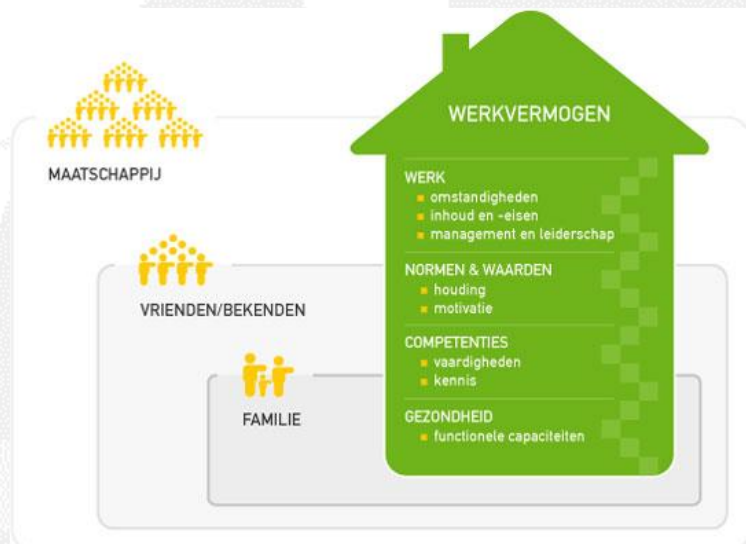 WERKVERMOGEN
MAATSCHAPPIJ
WERK
omstandigheden
inhoud en -eisen
management en leiderschap
NORMEN & WAARDEN
houding
motivatie
VRIENDEN/BEKENDEN
COMPETENTIES
vaardigheden
kennis
FAMILIE
GEZONDHEID
functionele capaciteiten